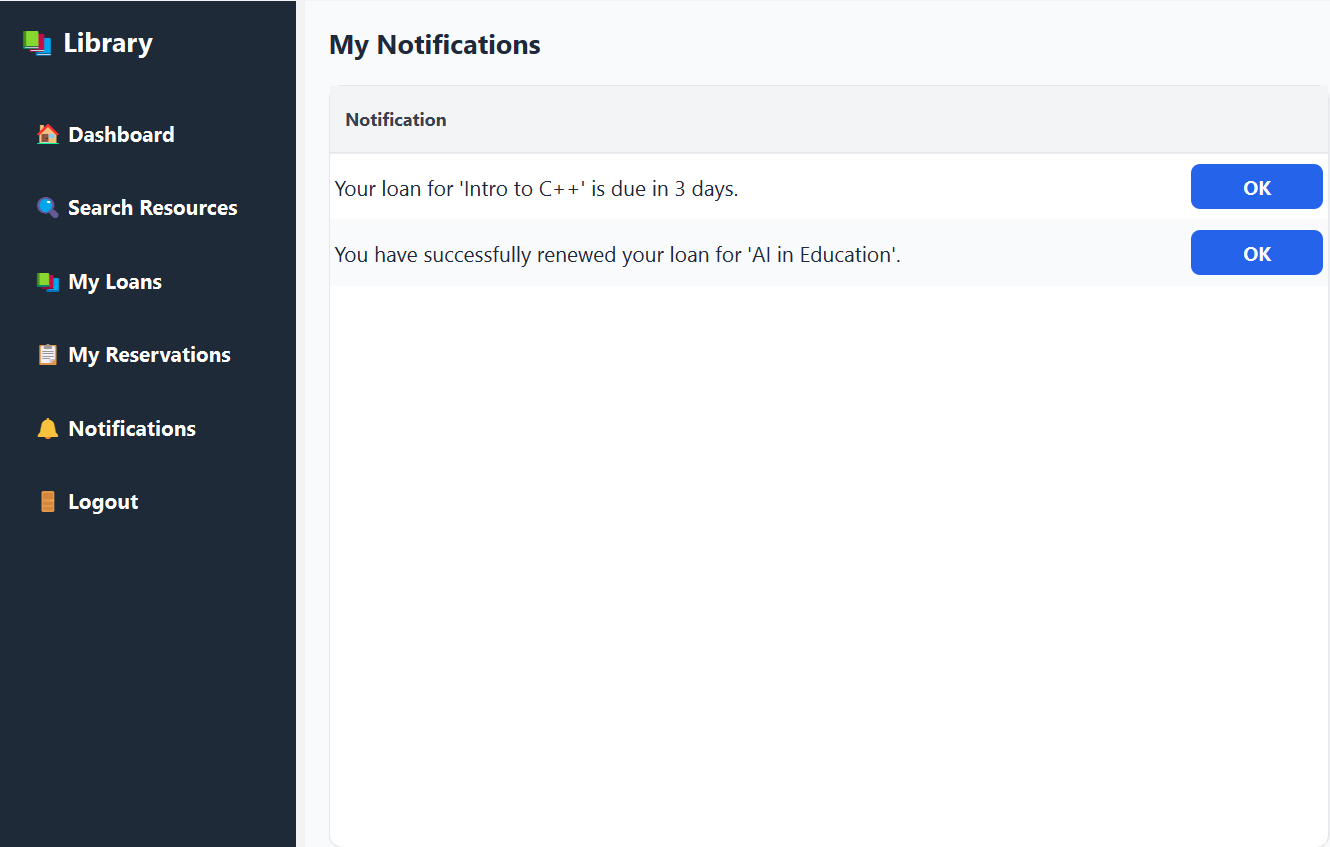 Library
Dashboard
Search Resources
My Loans
My Reservations
Notifications
Logout
My Notifications
Notification
Your loan for 'Intro to C++' is due in 3 days.
OK
You have successfully renewed your loan for 'AI in Education'.
OK